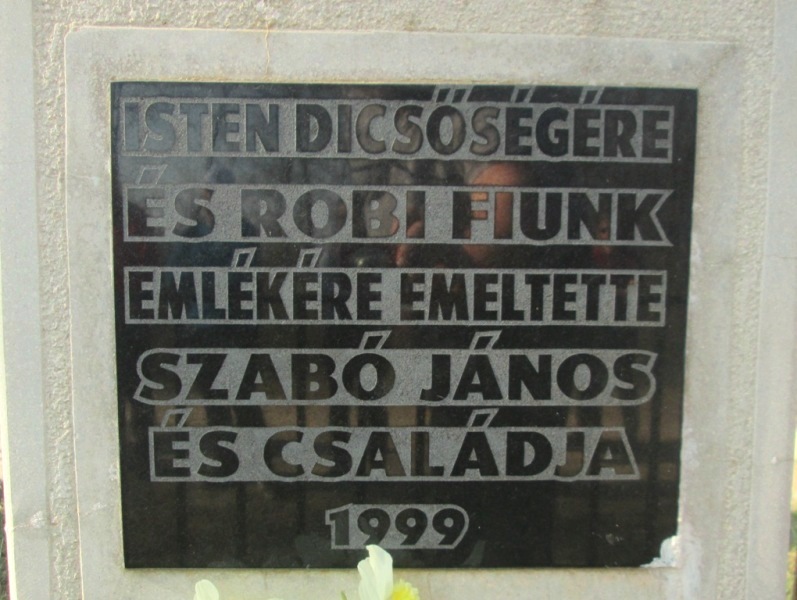 ISTEN DICSŐSÉGÉRE
ÉS ROBI FIUNK
EMLÉKÉRE EMELTETTE
SZABÓ JÁNOS
ÉS CSALÁDJA
1999